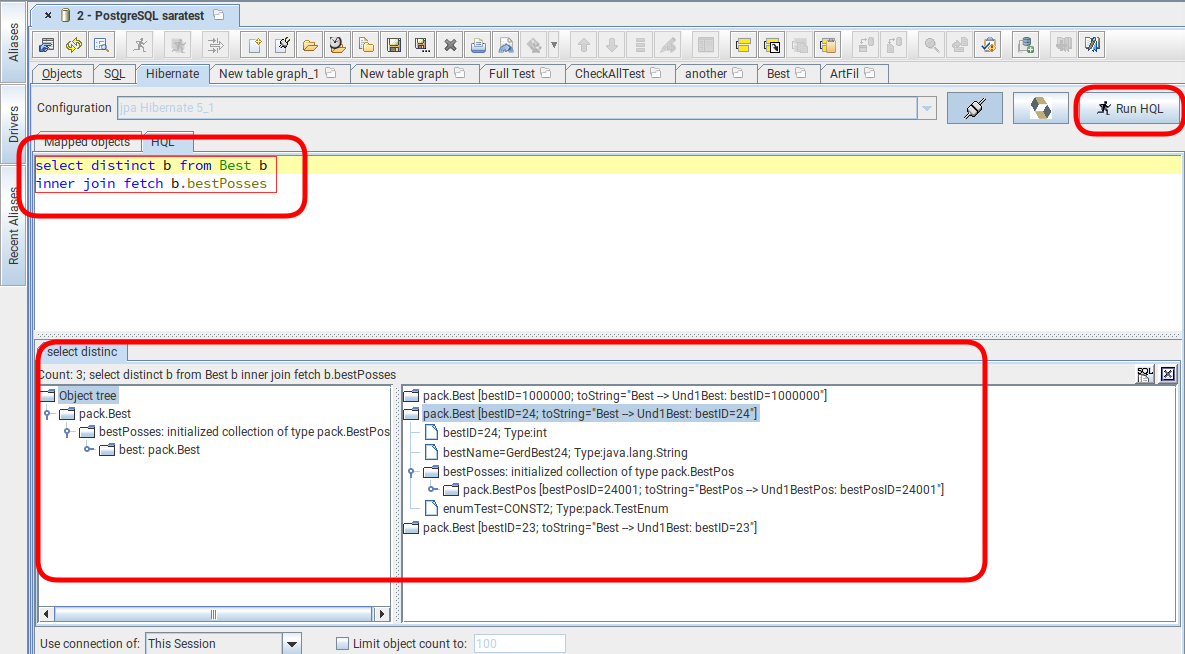 2 - PostgreSQL saratest
Aliases
Drivers
Recent Aliases
Objects SQL Hibernate New table graph_1 New table graph Full Test CheckAllTest another Best ArtFil
Configuration jpa Hibernate 5_1 Run HQL
Mapped objects HQL
select distinct b from Best b
inner join fetch b.bestPosses
select distinc
Count: 3; select distinct b from Best b inner join fetch b.bestPosses
SQL
Object tree
pack.Best
bestPosses: initialized collection of type pack.BestPos
best: pack.Best
pack.Best [bestID=1000000; toString="Best --> Und1Best: bestID=1000000"]
pack.Best [bestID=24; toString="Best --> Und1Best: bestID=24"]
bestID=24; Type:int
bestName=GerdBest24; Type:java.lang.String
bestPosses: initialized collection of type pack.BestPos
pack.BestPos [bestPosID=24001; toString="BestPos --> Und1BestPos: bestPosID=24001"]
enumTest=CONST2; Type:pack.TestEnum
pack.Best [bestID=23; toString="Best --> Und1Best: bestID=23"]
Use connection of: This Session Limit object count to: 100